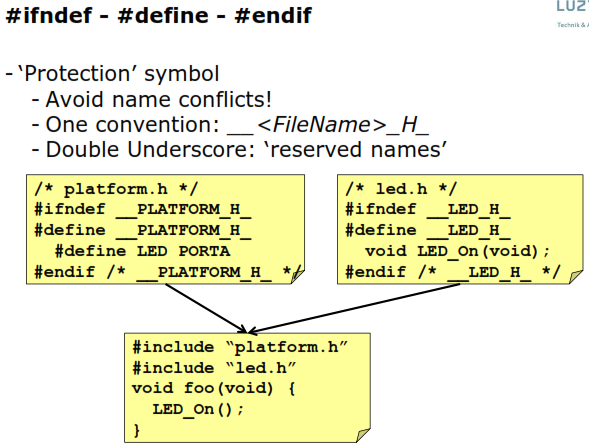 #ifndef - #define - #endif
LUZ
Technik & A
- ‘Protection’ symbol
- Avoid name conflicts!
- One convention: __<FileName>_H_
- Double Underscore: ‘reserved names’
/* platform.h */
#ifndef __PLATFORM_H_
#define __PLATFORM_H_
#define LED PORTA
#endif /* __PLATFORM_H_ */
/* led.h */
#ifndef __LED_H_
#define __LED_H_
void LED_On(void);
#endif /* __LED_H_ */
#include “platform.h”
#include “led.h”
void foo(void) {
LED_On();
}